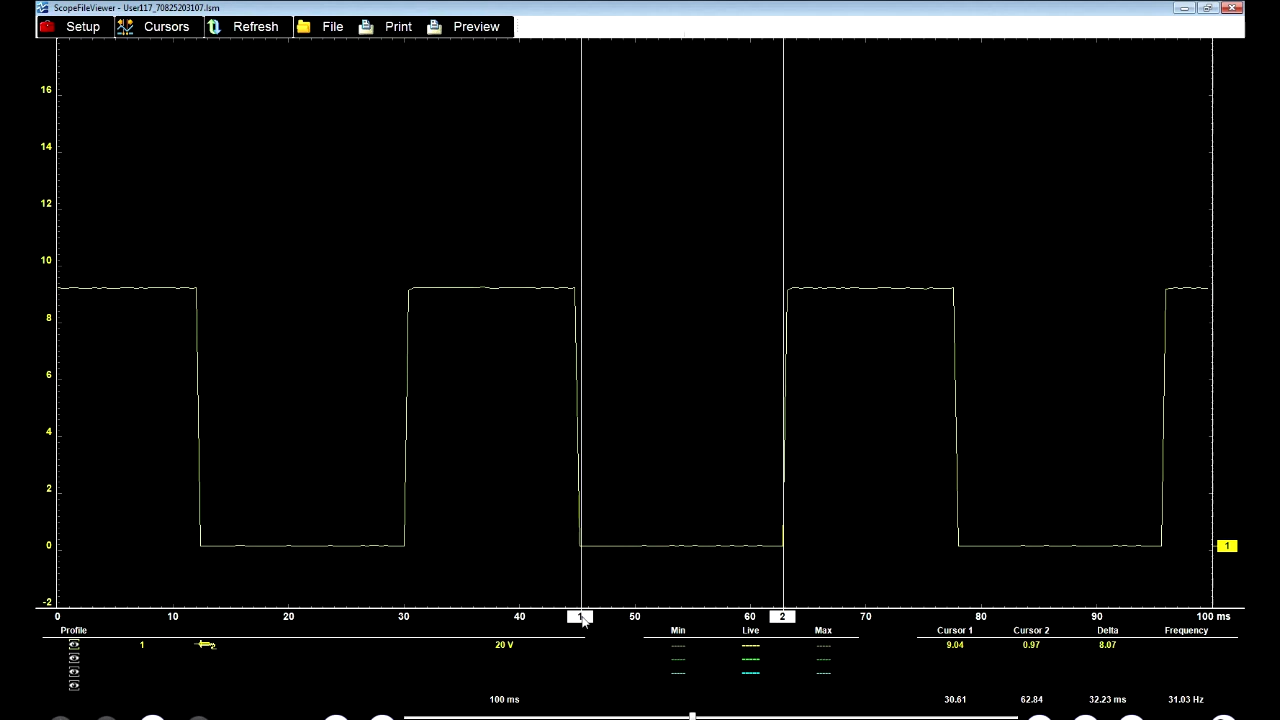 ScopeFileViewer - User117_70825203107.lsm
Setup Cursors Refresh File Print Preview
16
14
12
10
8
6
4
2
0
-2
1
0 10 20 30 40 1 50 60 2 70 80 90 100 ms
Profile Min Live Max Cursor 1 Cursor 2 Delta Frequency
1 20 V ---- ----- ---- 9.04 0.97 8.07
---- ----- ----
---- ----- ----
100 ms 30.61 62.84 32.23 ms 31.03 Hz